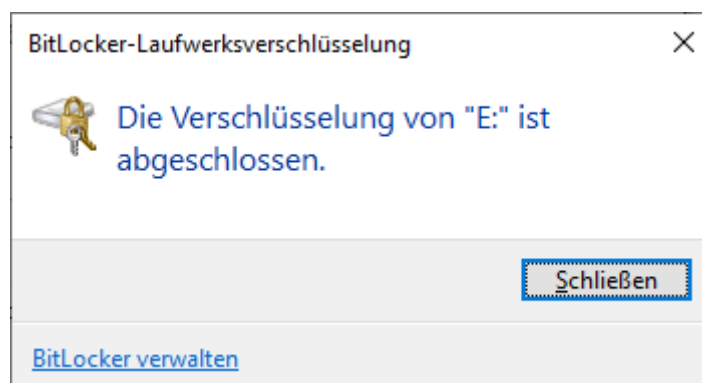 BitLocker-Laufwerksverschlüsselung
Die Verschlüsselung von "E:" ist
abgeschlossen.
Schließen
BitLocker verwalten